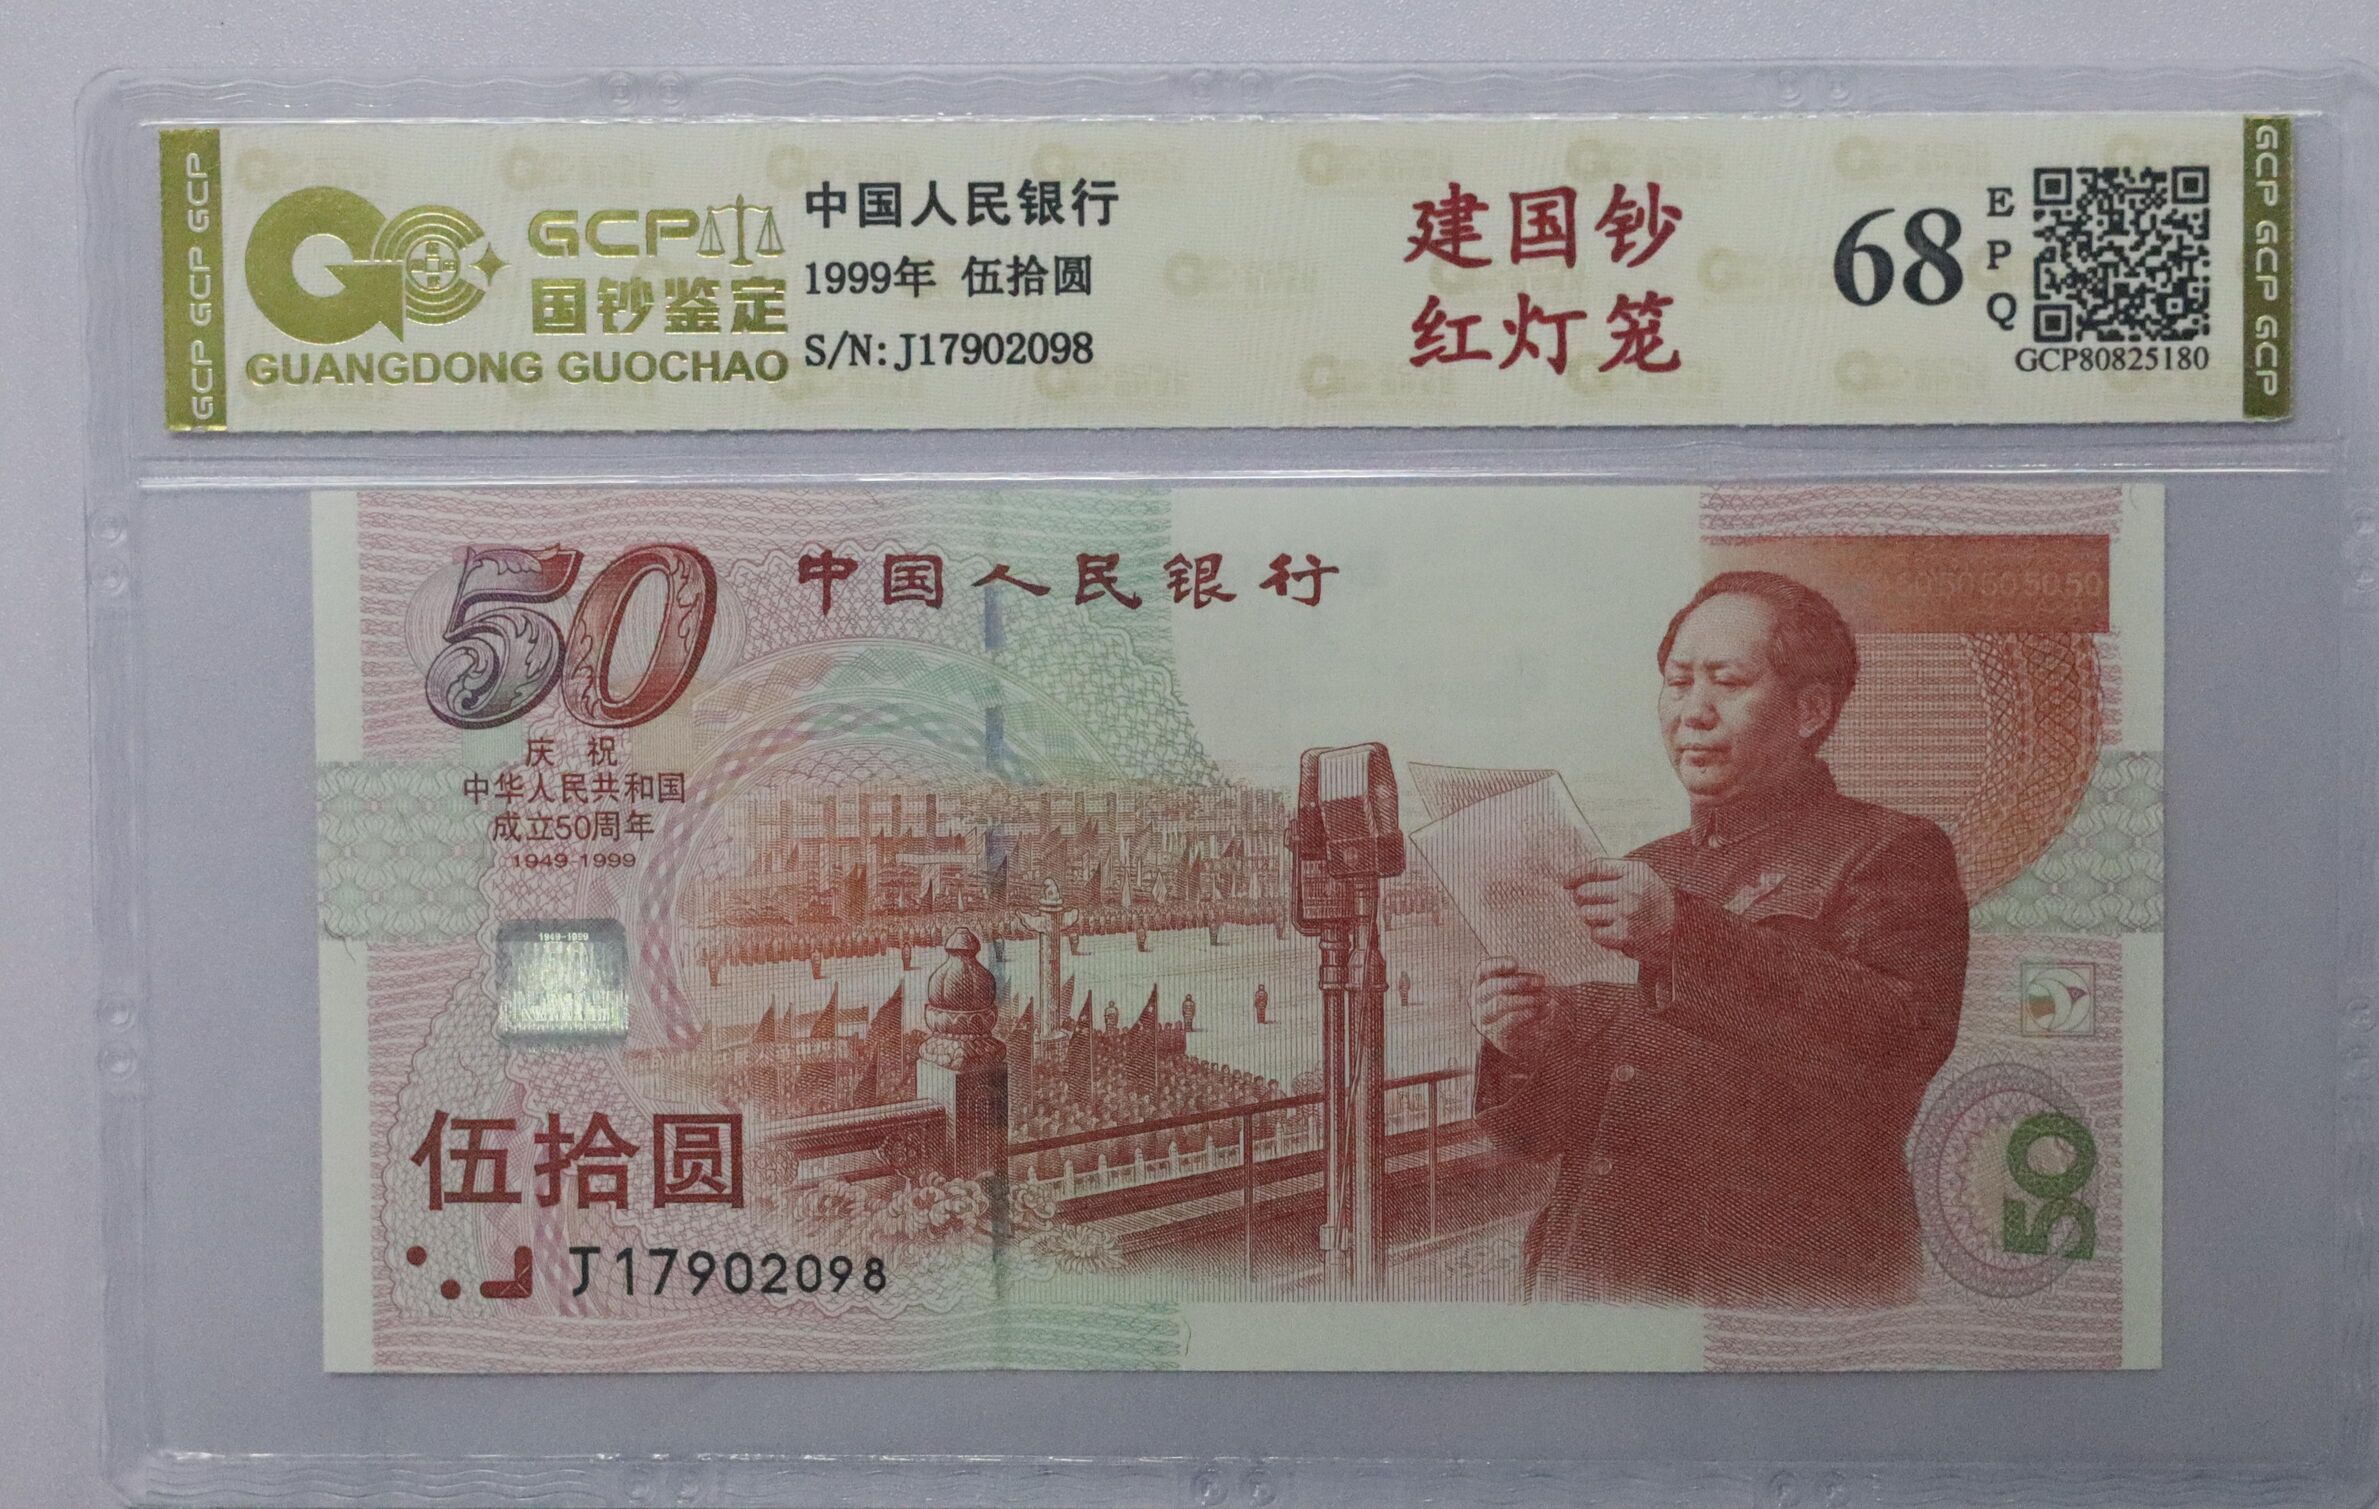 GCP GCP GCP
GCP
国钞鉴定
GUANGDONG GUOCHAO
中国人民银行
1999年 伍拾圆
S/N:J17902098
建国钞
红灯笼
68
EPQ
GCP80825180
GCP GCP GCP
50
中国人民银行
庆 祝
中华人民共和国
成立50周年
1949-1999
1949-1999
伍拾圆
J17902098
50